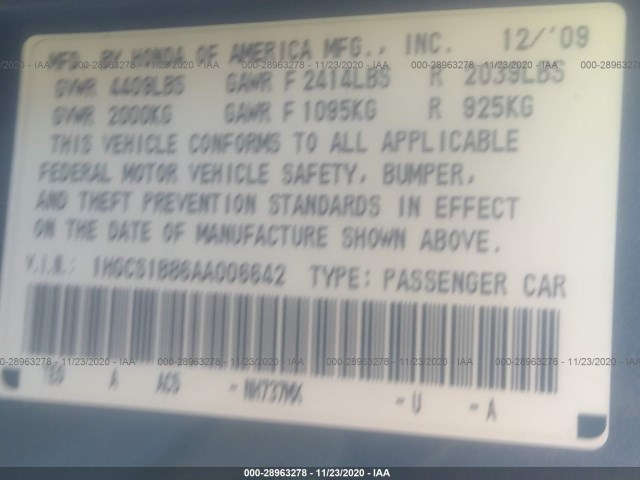 MFD. BY HONDA OF AMERICA MFG., INC. 12/'09
GVWR 4409LBS GAWR F 2414LBS R 2039LBS
GVWR 2000KG GAWR F 1095KG R 925KG
THIS VEHICLE CONFORMS TO ALL APPLICABLE
FEDERAL MOTOR VEHICLE SAFETY, BUMPER,
AND THEFT PREVENTION STANDARDS IN EFFECT
ON THE DATE OF MANUFACTURE SHOWN ABOVE.
V.I.N.: 1HGCS1B86AA006642 TYPE: PASSENGER CAR
A AC5 - NH737MX - U - A
000-28963278 - 11/23/2020 - IAA